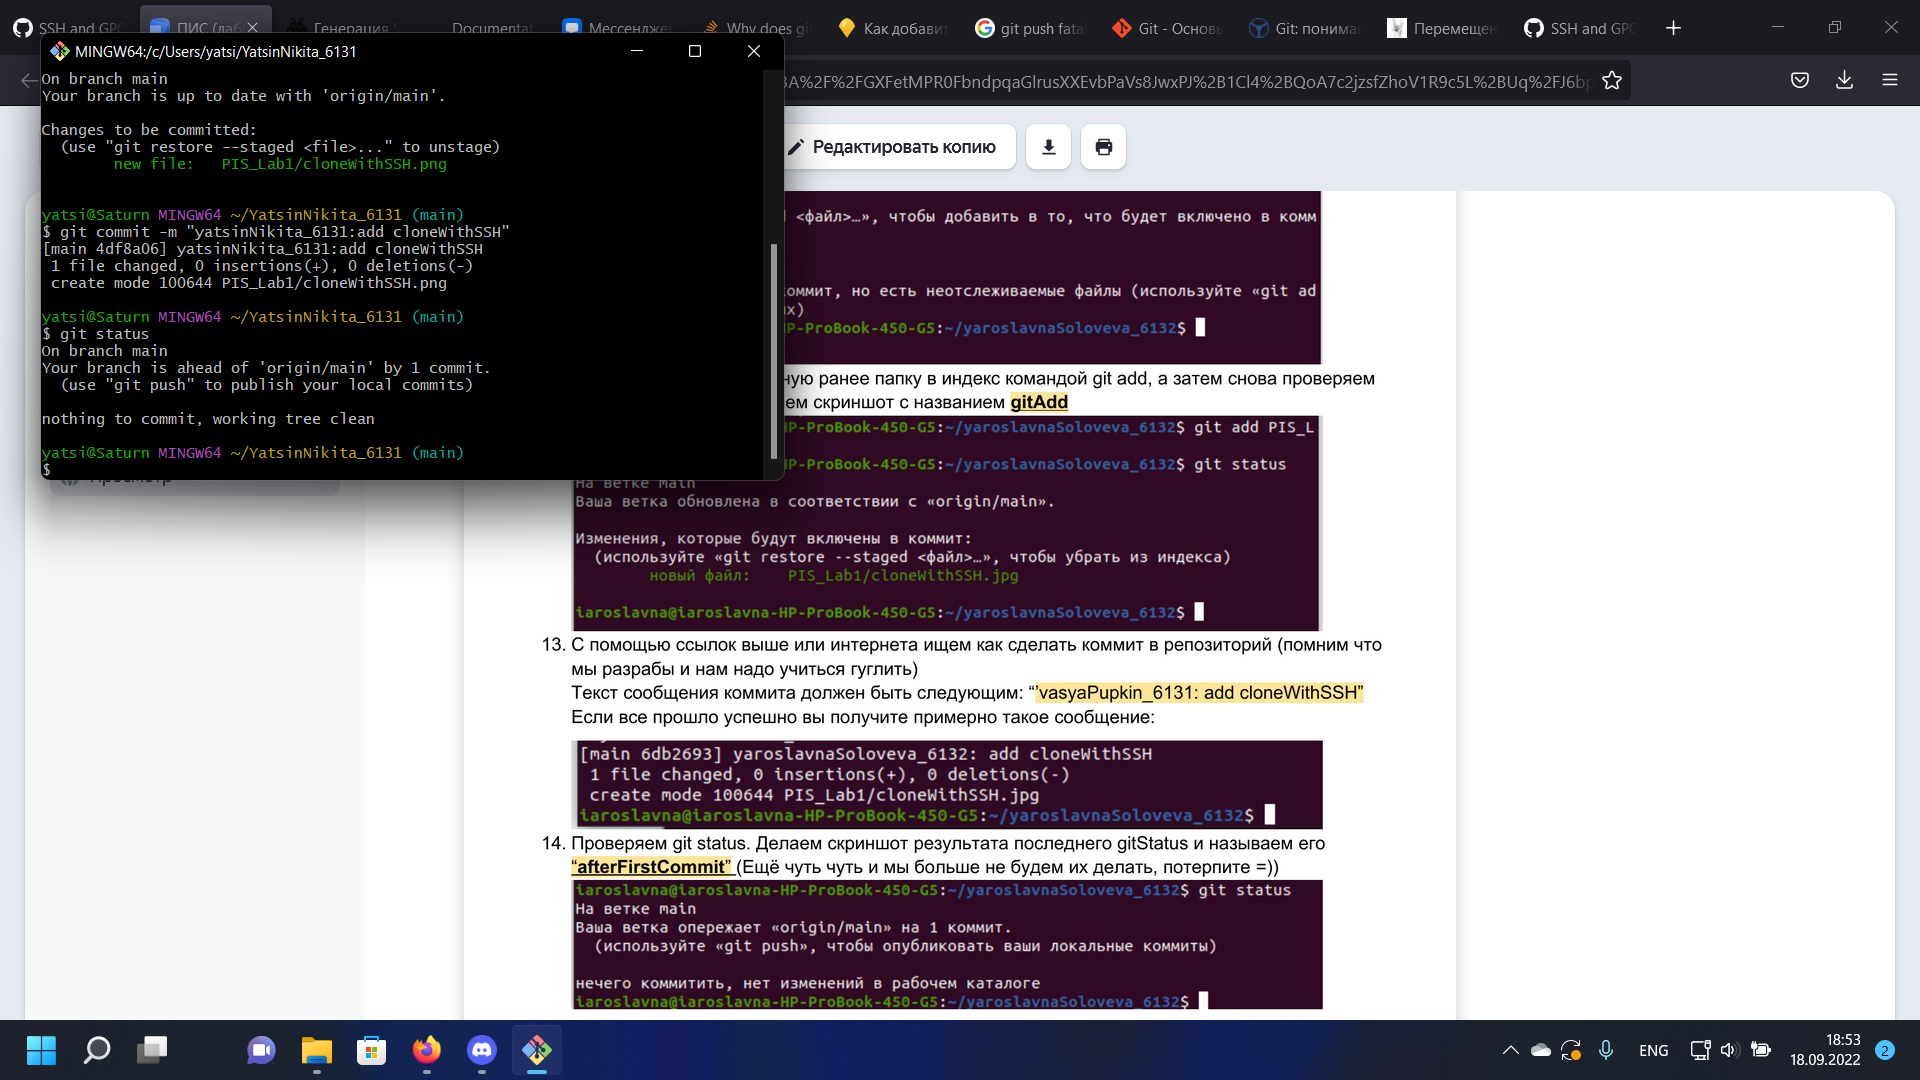 SSH and GPG
ПИС (лаб
Генерация S
Documentat
Мессендже
Why does gi
Как добавит
git push fata
Git - Основы
Git: понима
Перемещен
SSH and GPG
MINGW64:/c/Users/yatsi/YatsinNikita_6131
BA%2F%2FGXFetMPR0FbndpqaGlrusXXEvbPaVs8JwxPJ%2B1Cl4%2BQoA7c2jzsfZhoV1R9c5L%2BUq%2FJ6bp
On branch main
Your branch is up to date with 'origin/main'.
Changes to be committed:
(use "git restore --staged <file>..." to unstage)
new file:   PIS_Lab1/cloneWithSSH.png
yatsi@Saturn MINGW64 ~/YatsinNikita_6131 (main)
$ git commit -m "yatsinNikita_6131:add cloneWithSSH"
[main 4df8a06] yatsinNikita_6131:add cloneWithSSH
1 file changed, 0 insertions(+), 0 deletions(-)
create mode 100644 PIS_Lab1/cloneWithSSH.png
yatsi@Saturn MINGW64 ~/YatsinNikita_6131 (main)
$ git status
On branch main
Your branch is ahead of 'origin/main' by 1 commit.
(use "git push" to publish your local commits)
nothing to commit, working tree clean
yatsi@Saturn MINGW64 ~/YatsinNikita_6131 (main)
$
Просмотр
Редактировать копию
<файл>…», чтобы добавить в то, что будет включено в комм
оммит, но есть неотслеживаемые файлы (используйте «git ad
их)
P-ProBook-450-G5:~/yaroslavnaSoloveva_6132$
ную ранее папку в индекс командой git add, а затем снова проверяем
ем скриншот с названием gitAdd
P-ProBook-450-G5:~/yaroslavnaSoloveva_6132$ git add PIS_L
P-ProBook-450-G5:~/yaroslavnaSoloveva_6132$ git status
На ветке main
Ваша ветка обновлена в соответствии с «origin/main».
Изменения, которые будут включены в коммит:
(используйте «git restore --staged <файл>…», чтобы убрать из индекса)
новый файл:    PIS_Lab1/cloneWithSSH.jpg
iaroslavna@iaroslavna-HP-ProBook-450-G5:~/yaroslavnaSoloveva_6132$
13. С помощью ссылок выше или интернета ищем как сделать коммит в репозиторий (помним что
мы разрабы и нам надо учиться гуглить)
Текст сообщения коммита должен быть следующим: “’vasyaPupkin_6131: add cloneWithSSH”
Если все прошло успешно вы получите примерно такое сообщение:
[main 6db2693] yaroslavnaSoloveva_6132: add cloneWithSSH
1 file changed, 0 insertions(+), 0 deletions(-)
create mode 100644 PIS_Lab1/cloneWithSSH.jpg
iaroslavna@iaroslavna-HP-ProBook-450-G5:~/yaroslavnaSoloveva_6132$
14. Проверяем git status. Делаем скриншот результата последнего gitStatus и называем его
“afterFirstCommit” (Ещё чуть чуть и мы больше не будем их делать, потерпите =))
iaroslavna@iaroslavna-HP-ProBook-450-G5:~/yaroslavnaSoloveva_6132$ git status
На ветке main
Ваша ветка опережает «origin/main» на 1 коммит.
(используйте «git push», чтобы опубликовать ваши локальные коммиты)
нечего коммитить, нет изменений в рабочем каталоге
iaroslavna@iaroslavna-HP-ProBook-450-G5:~/yaroslavnaSoloveva_6132$
ENG
18:53
18.09.2022
2